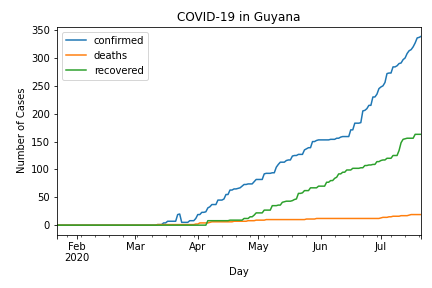 COVID-19 in Guyana
confirmed
deaths
recovered
Number of Cases
350
300
250
200
150
100
50
0
Feb
2020
Mar
Apr
May
Jun
Jul
Day